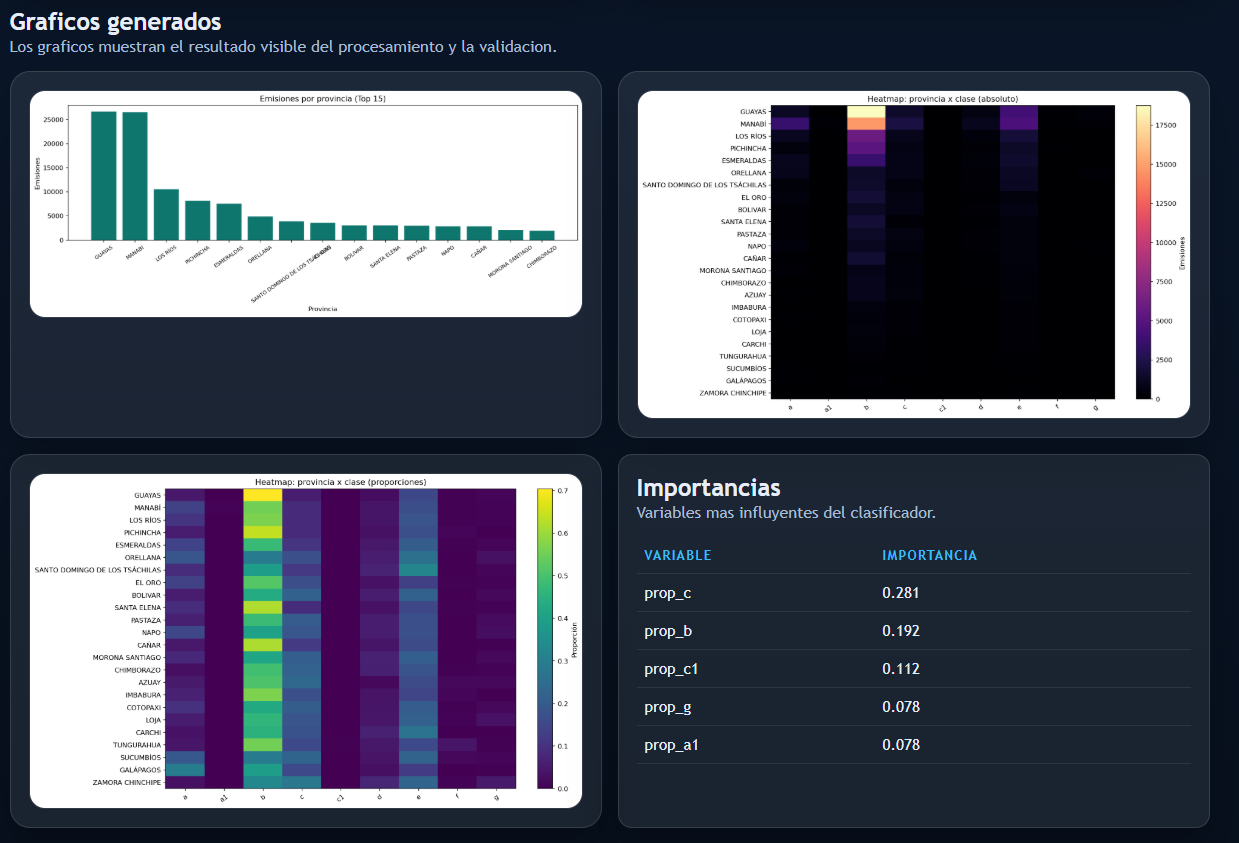 Graficos generados
Los graficos muestran el resultado visible del procesamiento y la validacion.
Emisiones por provincia (Top 15)
Emisiones
25000
20000
15000
10000
5000
0
GUAYAS
MANABÍ
LOS RÍOS
PICHINCHA
ESMERALDAS
ORELLANA
SANTO DOMINGO DE LOS TSÁCHILAS
EL ORO
BOLIVAR
SANTA ELENA
PASTAZA
NAPO
CAÑAR
MORONA SANTIAGO
CHIMBORAZO
Provincia
Heatmap: provincia x clase (absoluto)
GUAYAS
MANABÍ
LOS RÍOS
PICHINCHA
ESMERALDAS
ORELLANA
SANTO DOMINGO DE LOS TSÁCHILAS
EL ORO
BOLIVAR
SANTA ELENA
PASTAZA
NAPO
CAÑAR
MORONA SANTIAGO
CHIMBORAZO
AZUAY
IMBABURA
COTOPAXI
LOJA
CARCHI
TUNGURAHUA
SUCUMBÍOS
GALÁPAGOS
ZAMORA CHINCHIPE
a
a1
b
c
c1
d
e
f
g
17500
15000
12500
10000
7500
5000
2500
0
Emisiones
Heatmap: provincia x clase (proporciones)
GUAYAS
MANABÍ
LOS RÍOS
PICHINCHA
ESMERALDAS
ORELLANA
SANTO DOMINGO DE LOS TSÁCHILAS
EL ORO
BOLIVAR
SANTA ELENA
PASTAZA
NAPO
CAÑAR
MORONA SANTIAGO
CHIMBORAZO
AZUAY
IMBABURA
COTOPAXI
LOJA
CARCHI
TUNGURAHUA
SUCUMBÍOS
GALÁPAGOS
ZAMORA CHINCHIPE
a
a1
b
c
c1
d
e
f
g
0.7
0.6
0.5
0.4
0.3
0.2
0.1
0.0
Proporción
Importancias
Variables mas influyentes del clasificador.
VARIABLE IMPORTANCIA
prop_c 0.281
prop_b 0.192
prop_c1 0.112
prop_g 0.078
prop_a1 0.078